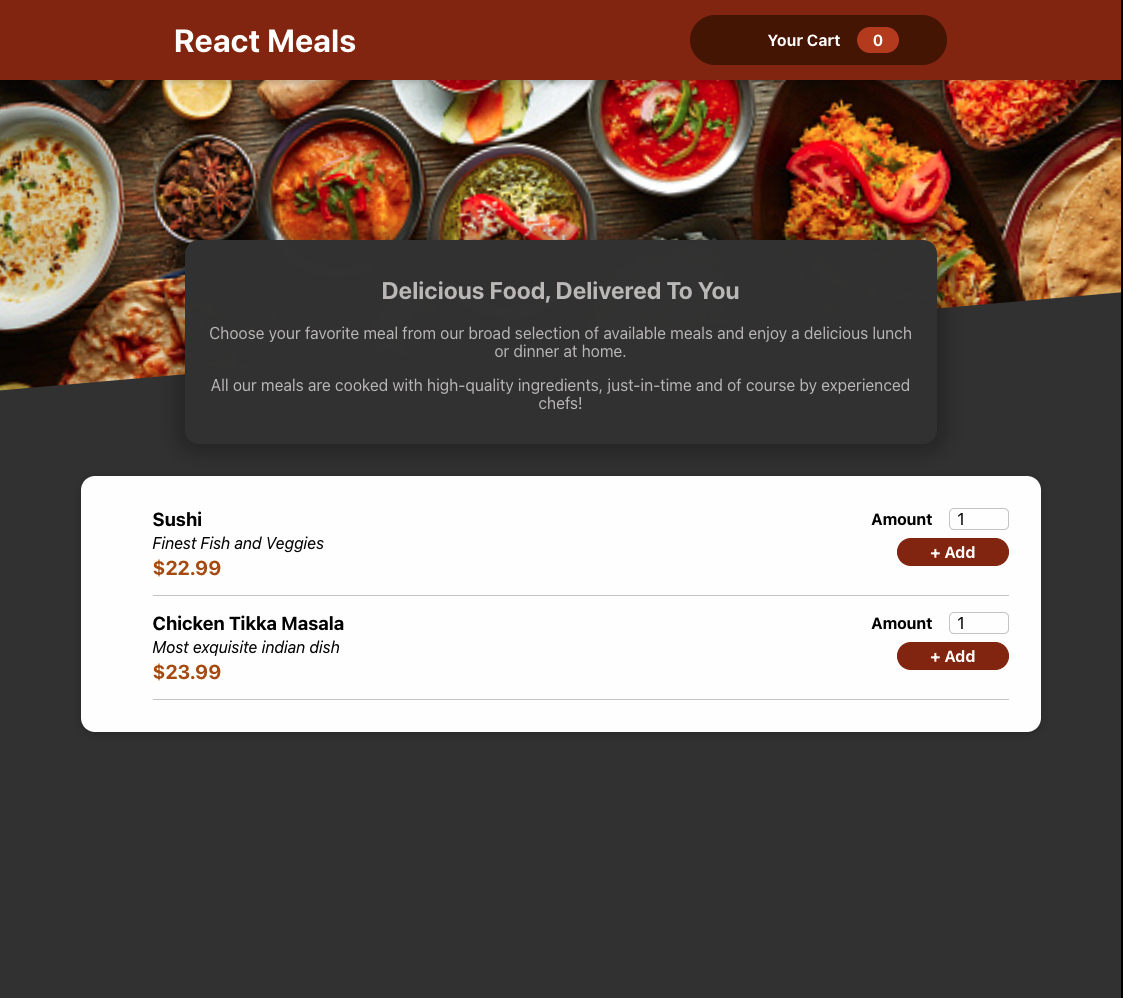 React Meals
Your Cart 0
Delicious Food, Delivered To You
Choose your favorite meal from our broad selection of available meals and enjoy a delicious lunch
or dinner at home.
All our meals are cooked with high-quality ingredients, just-in-time and of course by experienced
chefs!
Sushi
Amount 1
Finest Fish and Veggies
+ Add
$22.99
Chicken Tikka Masala
Amount 1
Most exquisite indian dish
+ Add
$23.99